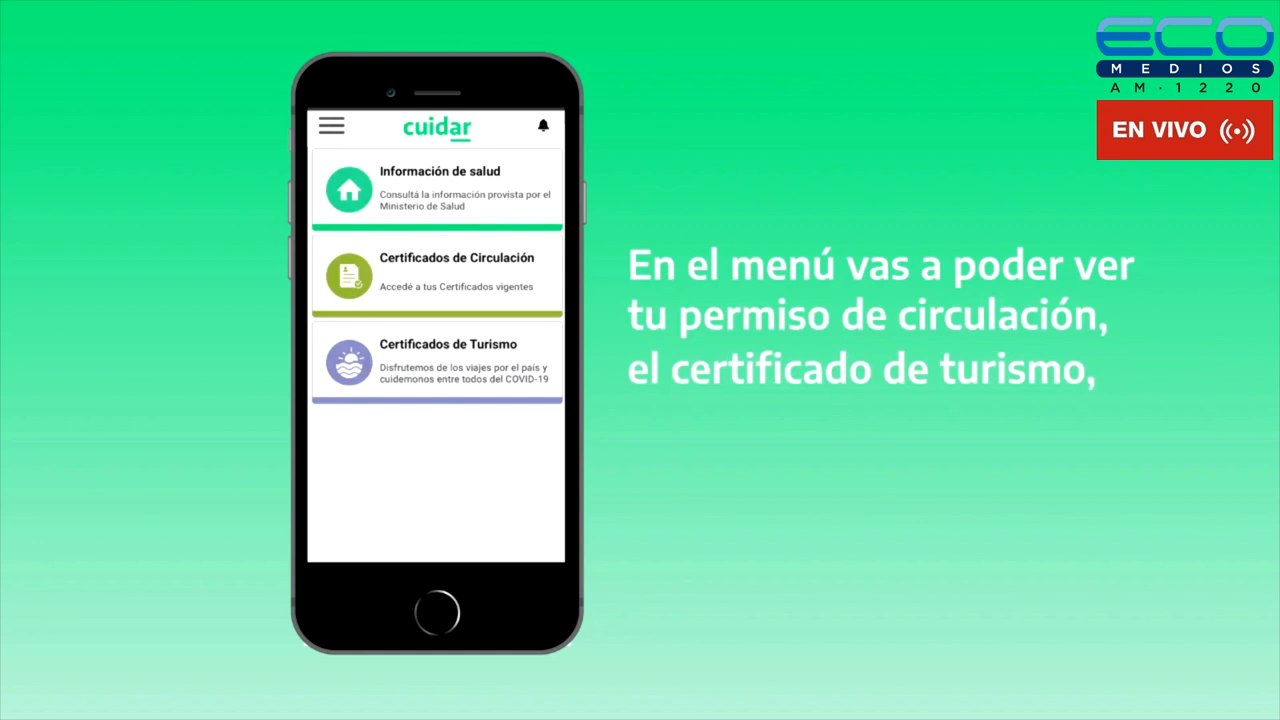 ECO
MEDIOS
AM·1220
EN VIVO
cuidar
Información de salud
Consultá la información provista por el
Ministerio de Salud
Certificados de Circulación
Accedé a tus Certificados vigentes
Certificados de Turismo
Disfrutemos de los viajes por el país y
cuidemonos entre todos del COVID-19
En el menú vas a poder ver
tu permiso de circulación,
el certificado de turismo,